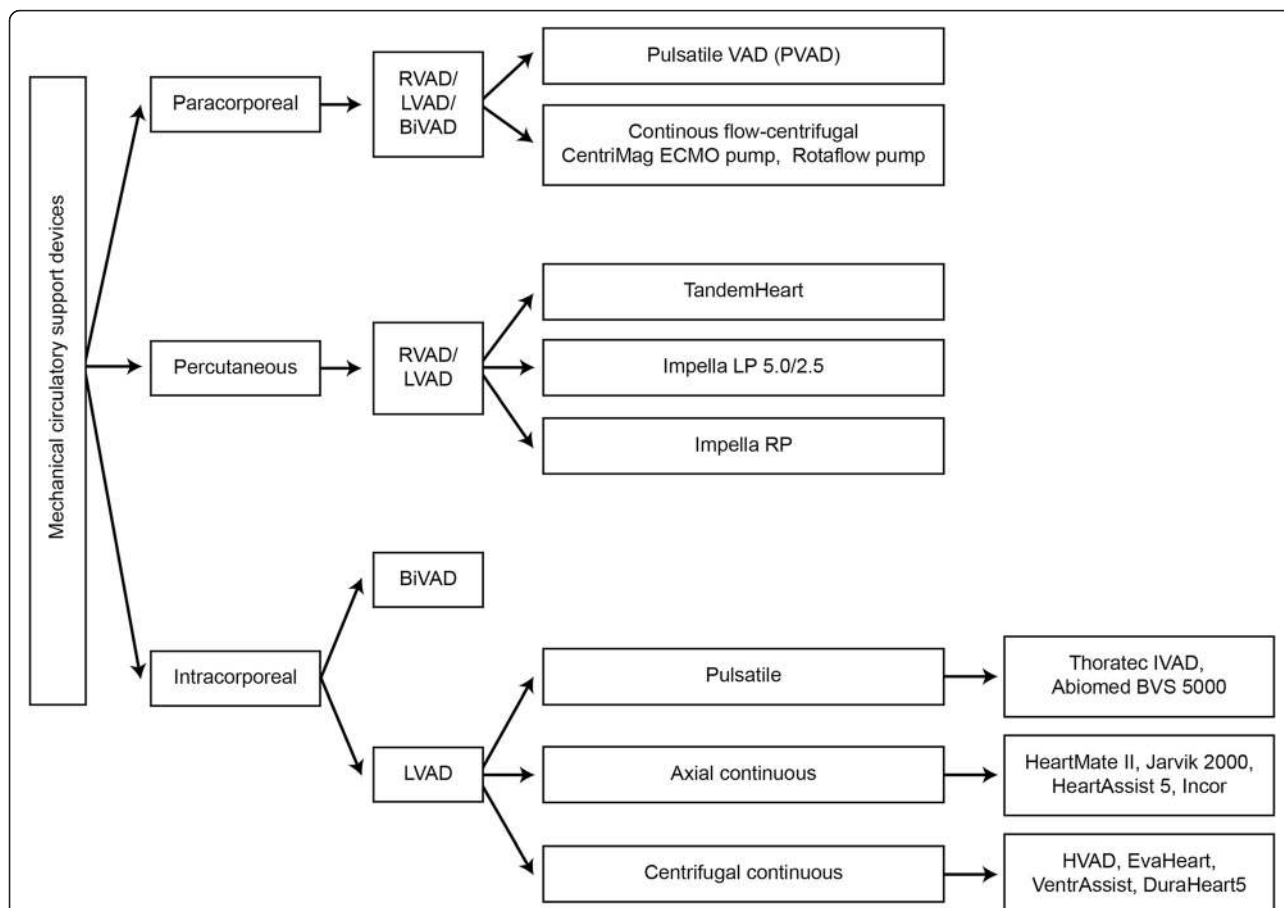 Mechanical circulatory support devices
Paracorporeal
RVAD/
LVAD/
BiVAD
Pulsatile VAD (PVAD)
Continous flow-centrifugal
CentriMag ECMO pump, Rotaflow pump
Percutaneous
RVAD/
LVAD
TandemHeart
Impella LP 5.0/2.5
Impella RP
Intracorporeal
BiVAD
LVAD
Pulsatile
Thoratec IVAD,
Abiomed BVS 5000
Axial continuous
HeartMate II, Jarvik 2000,
HeartAssist 5, Incor
Centrifugal continuous
HVAD, EvaHeart,
VentrAssist, DuraHeart5